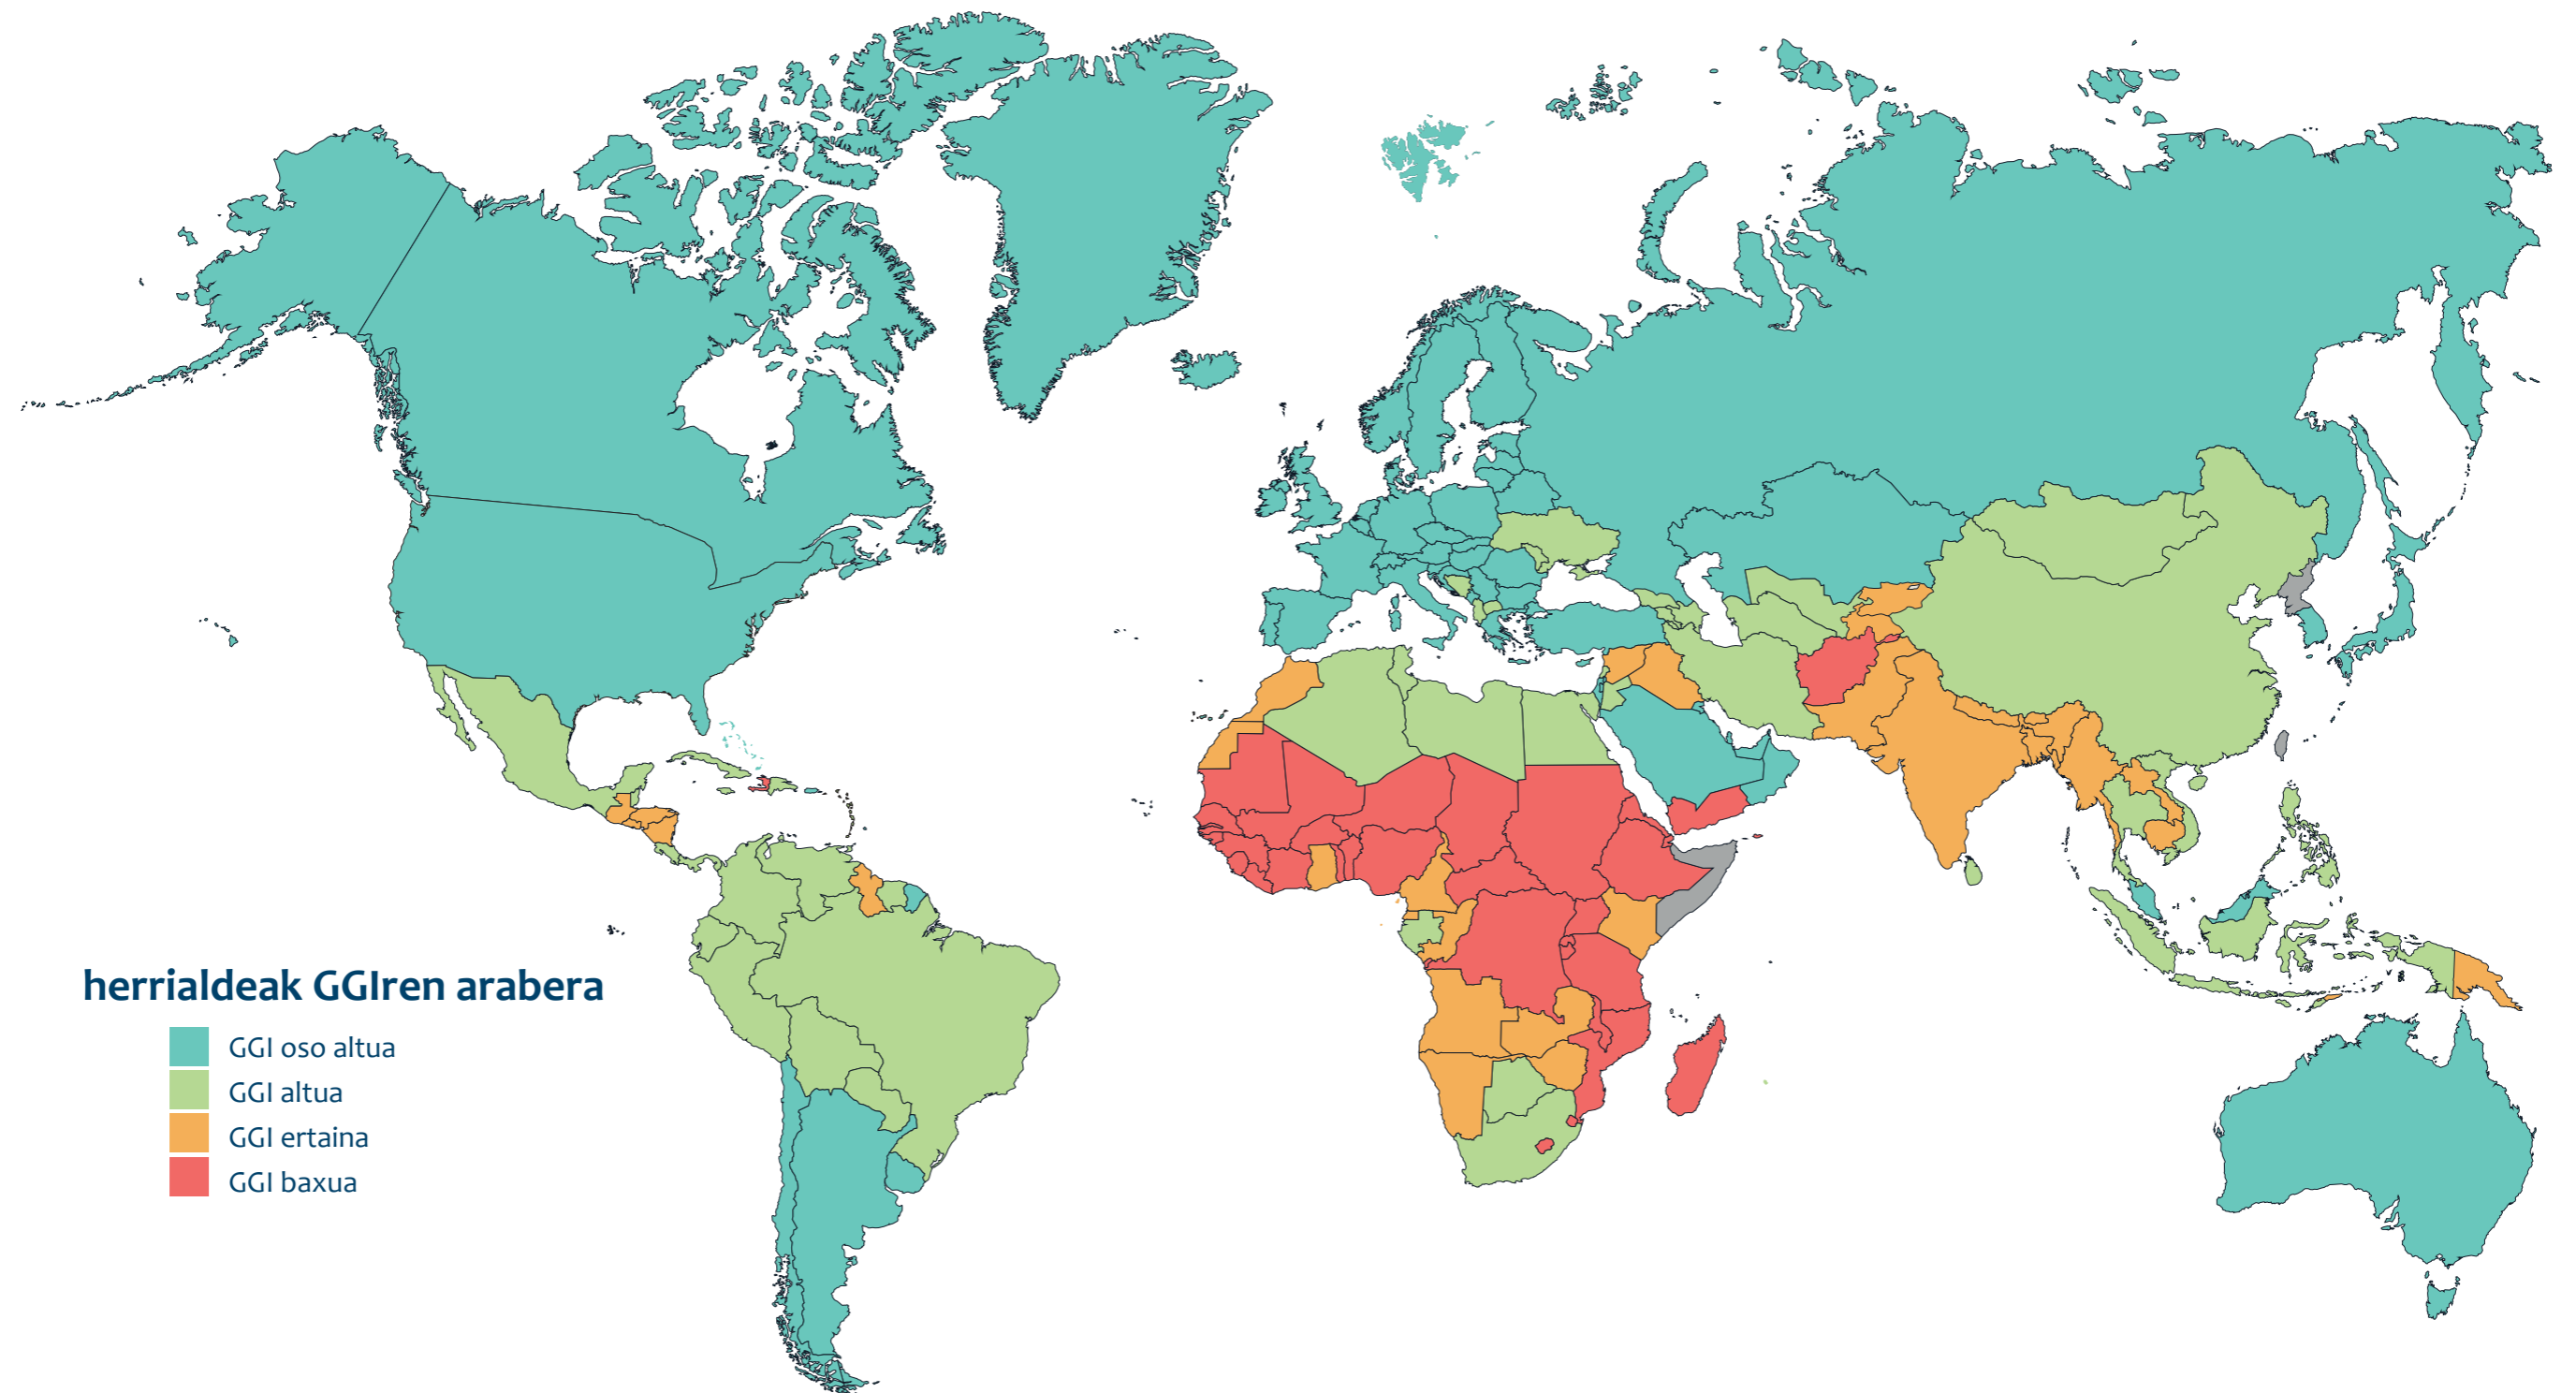 herrialdeak GGIren arabera
GGI oso altua
GGI altua
GGI ertaina
GGI baxua